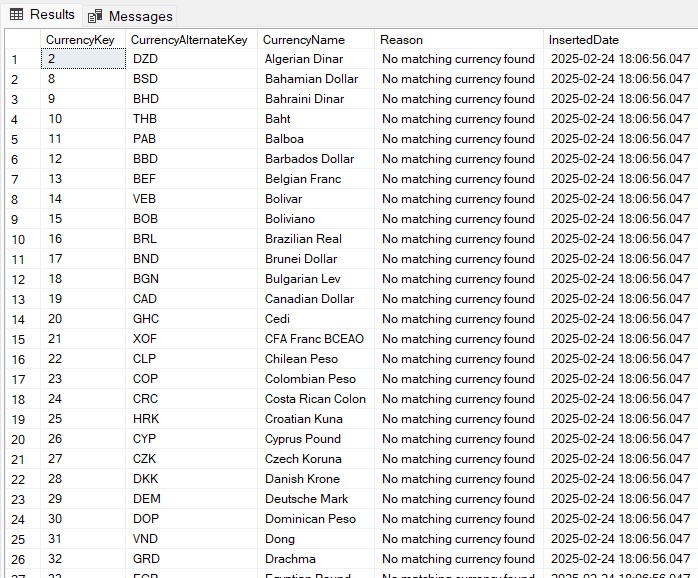 Results Messages
CurrencyKey CurrencyAlternateKey CurrencyName Reason InsertedDate
1 2 DZD Algerian Dinar No matching currency found 2025-02-24 18:06:56.047
2 8 BSD Bahamian Dollar No matching currency found 2025-02-24 18:06:56.047
3 9 BHD Bahraini Dinar No matching currency found 2025-02-24 18:06:56.047
4 10 THB Baht No matching currency found 2025-02-24 18:06:56.047
5 11 PAB Balboa No matching currency found 2025-02-24 18:06:56.047
6 12 BBD Barbados Dollar No matching currency found 2025-02-24 18:06:56.047
7 13 BEF Belgian Franc No matching currency found 2025-02-24 18:06:56.047
8 14 VEB Bolivar No matching currency found 2025-02-24 18:06:56.047
9 15 BOB Boliviano No matching currency found 2025-02-24 18:06:56.047
10 16 BRL Brazilian Real No matching currency found 2025-02-24 18:06:56.047
11 17 BND Brunei Dollar No matching currency found 2025-02-24 18:06:56.047
12 18 BGN Bulgarian Lev No matching currency found 2025-02-24 18:06:56.047
13 19 CAD Canadian Dollar No matching currency found 2025-02-24 18:06:56.047
14 20 GHC Cedi No matching currency found 2025-02-24 18:06:56.047
15 21 XOF CFA Franc BCEAO No matching currency found 2025-02-24 18:06:56.047
16 22 CLP Chilean Peso No matching currency found 2025-02-24 18:06:56.047
17 23 COP Colombian Peso No matching currency found 2025-02-24 18:06:56.047
18 24 CRC Costa Rican Colon No matching currency found 2025-02-24 18:06:56.047
19 25 HRK Croatian Kuna No matching currency found 2025-02-24 18:06:56.047
20 26 CYP Cyprus Pound No matching currency found 2025-02-24 18:06:56.047
21 27 CZK Czech Koruna No matching currency found 2025-02-24 18:06:56.047
22 28 DKK Danish Krone No matching currency found 2025-02-24 18:06:56.047
23 29 DEM Deutsche Mark No matching currency found 2025-02-24 18:06:56.047
24 30 DOP Dominican Peso No matching currency found 2025-02-24 18:06:56.047
25 31 VND Dong No matching currency found 2025-02-24 18:06:56.047
26 32 GRD Drachma No matching currency found 2025-02-24 18:06:56.047